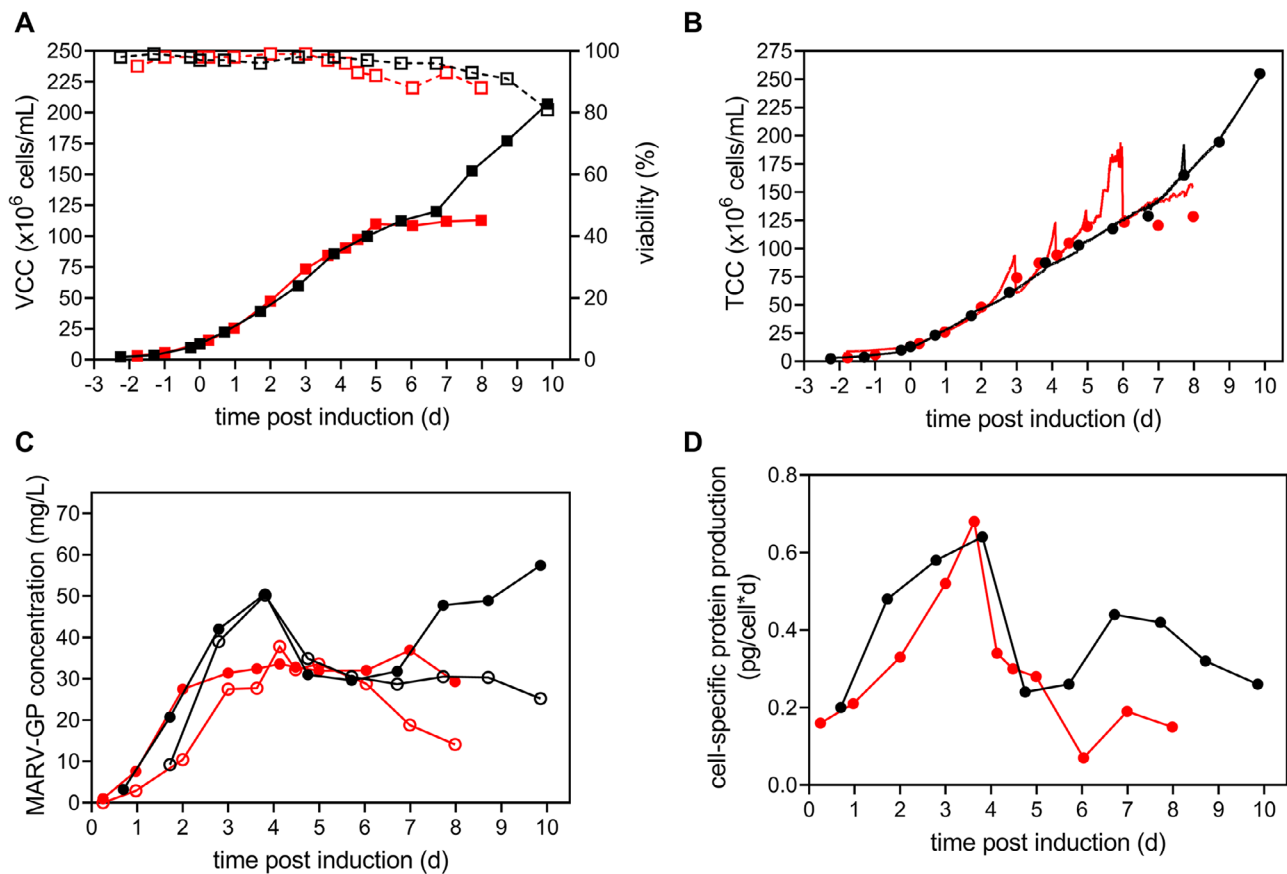 A
VCC (x10⁶ cells/mL)
250
225
200
175
150
125
100
75
50
25
0
100
80
60
40
20
0
viability (%)
-3 -2 -1 0 1 2 3 4 5 6 7 8 9 10
time post induction (d)
B
TCC (x10⁶ cells/mL)
275
250
225
200
175
150
125
100
75
50
25
0
-3 -2 -1 0 1 2 3 4 5 6 7 8 9 10
time post induction (d)
C
MARV-GP concentration (mg/L)
70
60
50
40
30
20
10
0
0 1 2 3 4 5 6 7 8 9 10
time post induction (d)
D
cell-specific protein production
(pg/cell*d)
0.8
0.6
0.4
0.2
0.0
0 1 2 3 4 5 6 7 8 9 10
time post induction (d)